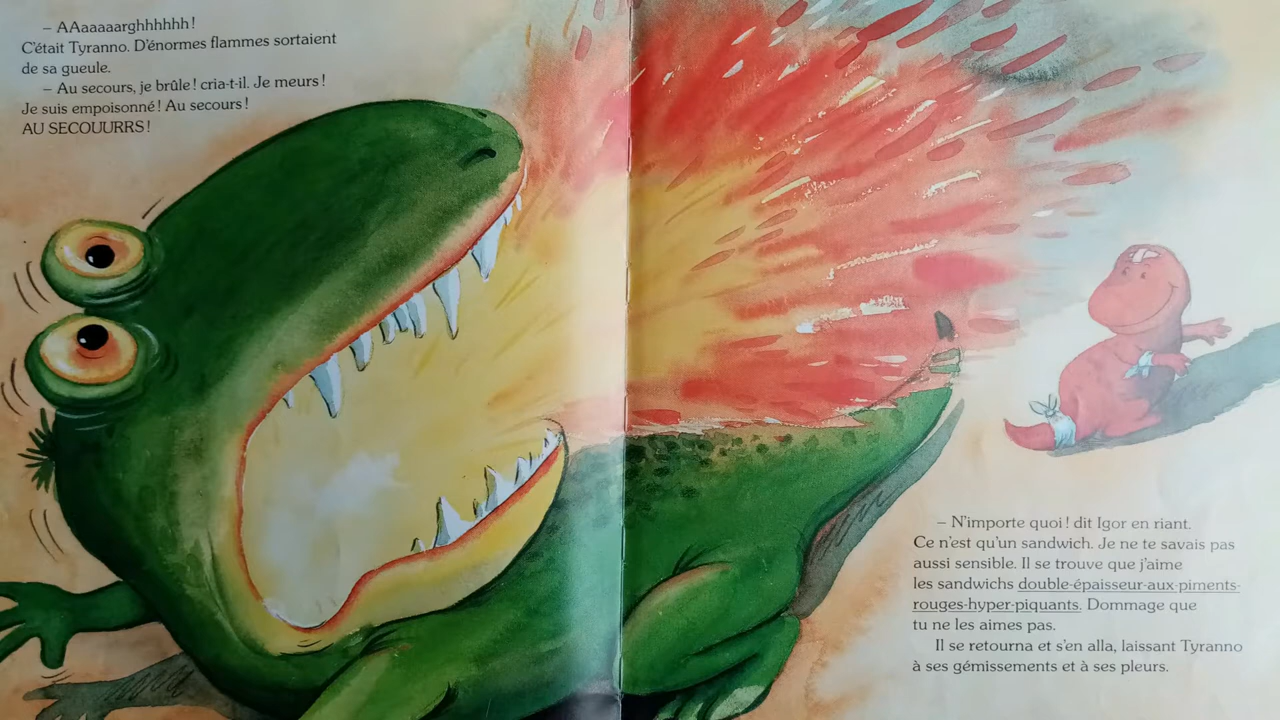 – AAaaaaarghhhhhh !
C'était Tyranno. D'énormes flammes sortaient
de sa gueule.
– Au secours, je brûle ! cria-t-il. Je meurs !
Je suis empoisonné ! Au secours !
AU SECOUURRS !
– N'importe quoi ! dit Igor en riant.
Ce n'est qu'un sandwich. Je ne te savais pas
aussi sensible. Il se trouve que j'aime
les sandwichs double-épaisseur-aux-piments-
rouges-hyper-piquants. Dommage que
tu ne les aimes pas.
Il se retourna et s'en alla, laissant Tyranno
à ses gémissements et à ses pleurs.